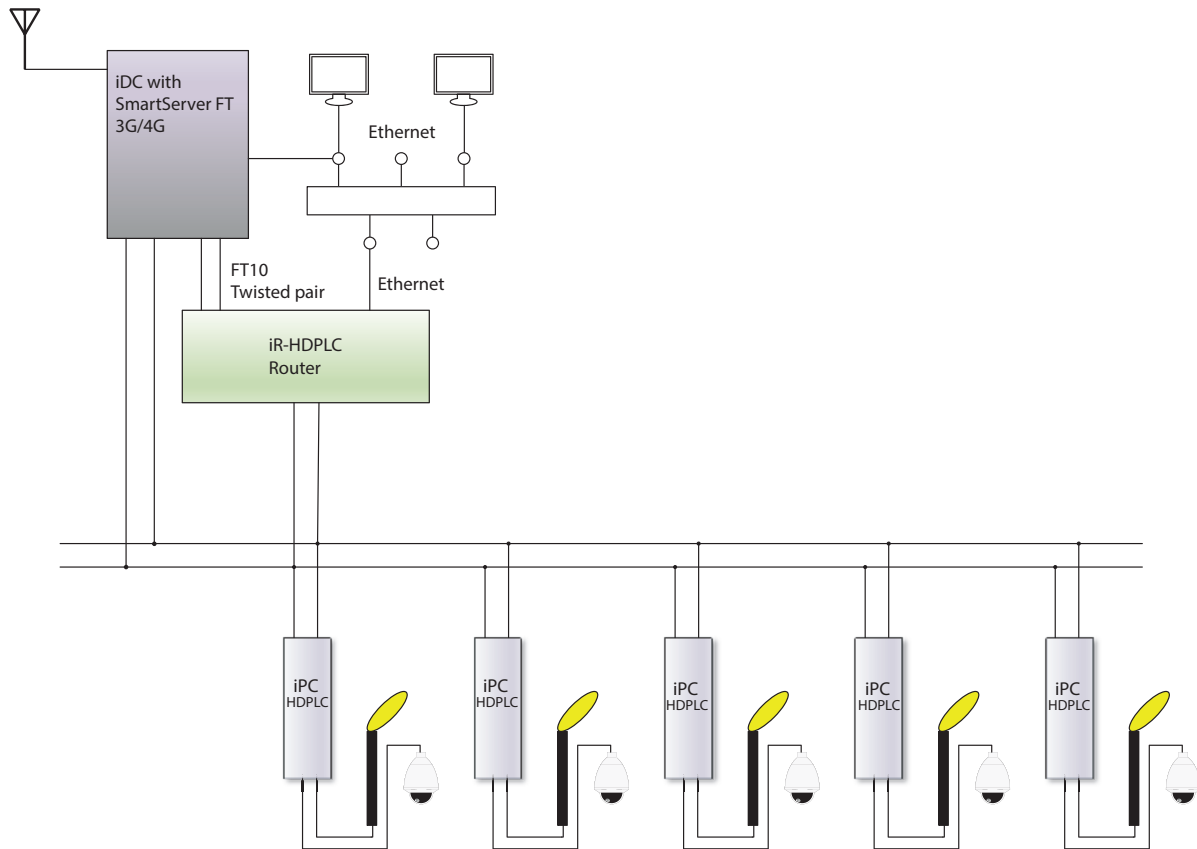 iDC with
SmartServer FT
3G/4G
Ethernet
FT10
Twisted pair
Ethernet
iR-HDPLC
Router
iPC
HDPLC
iPC
HDPLC
iPC
HDPLC
iPC
HDPLC
iPC
HDPLC